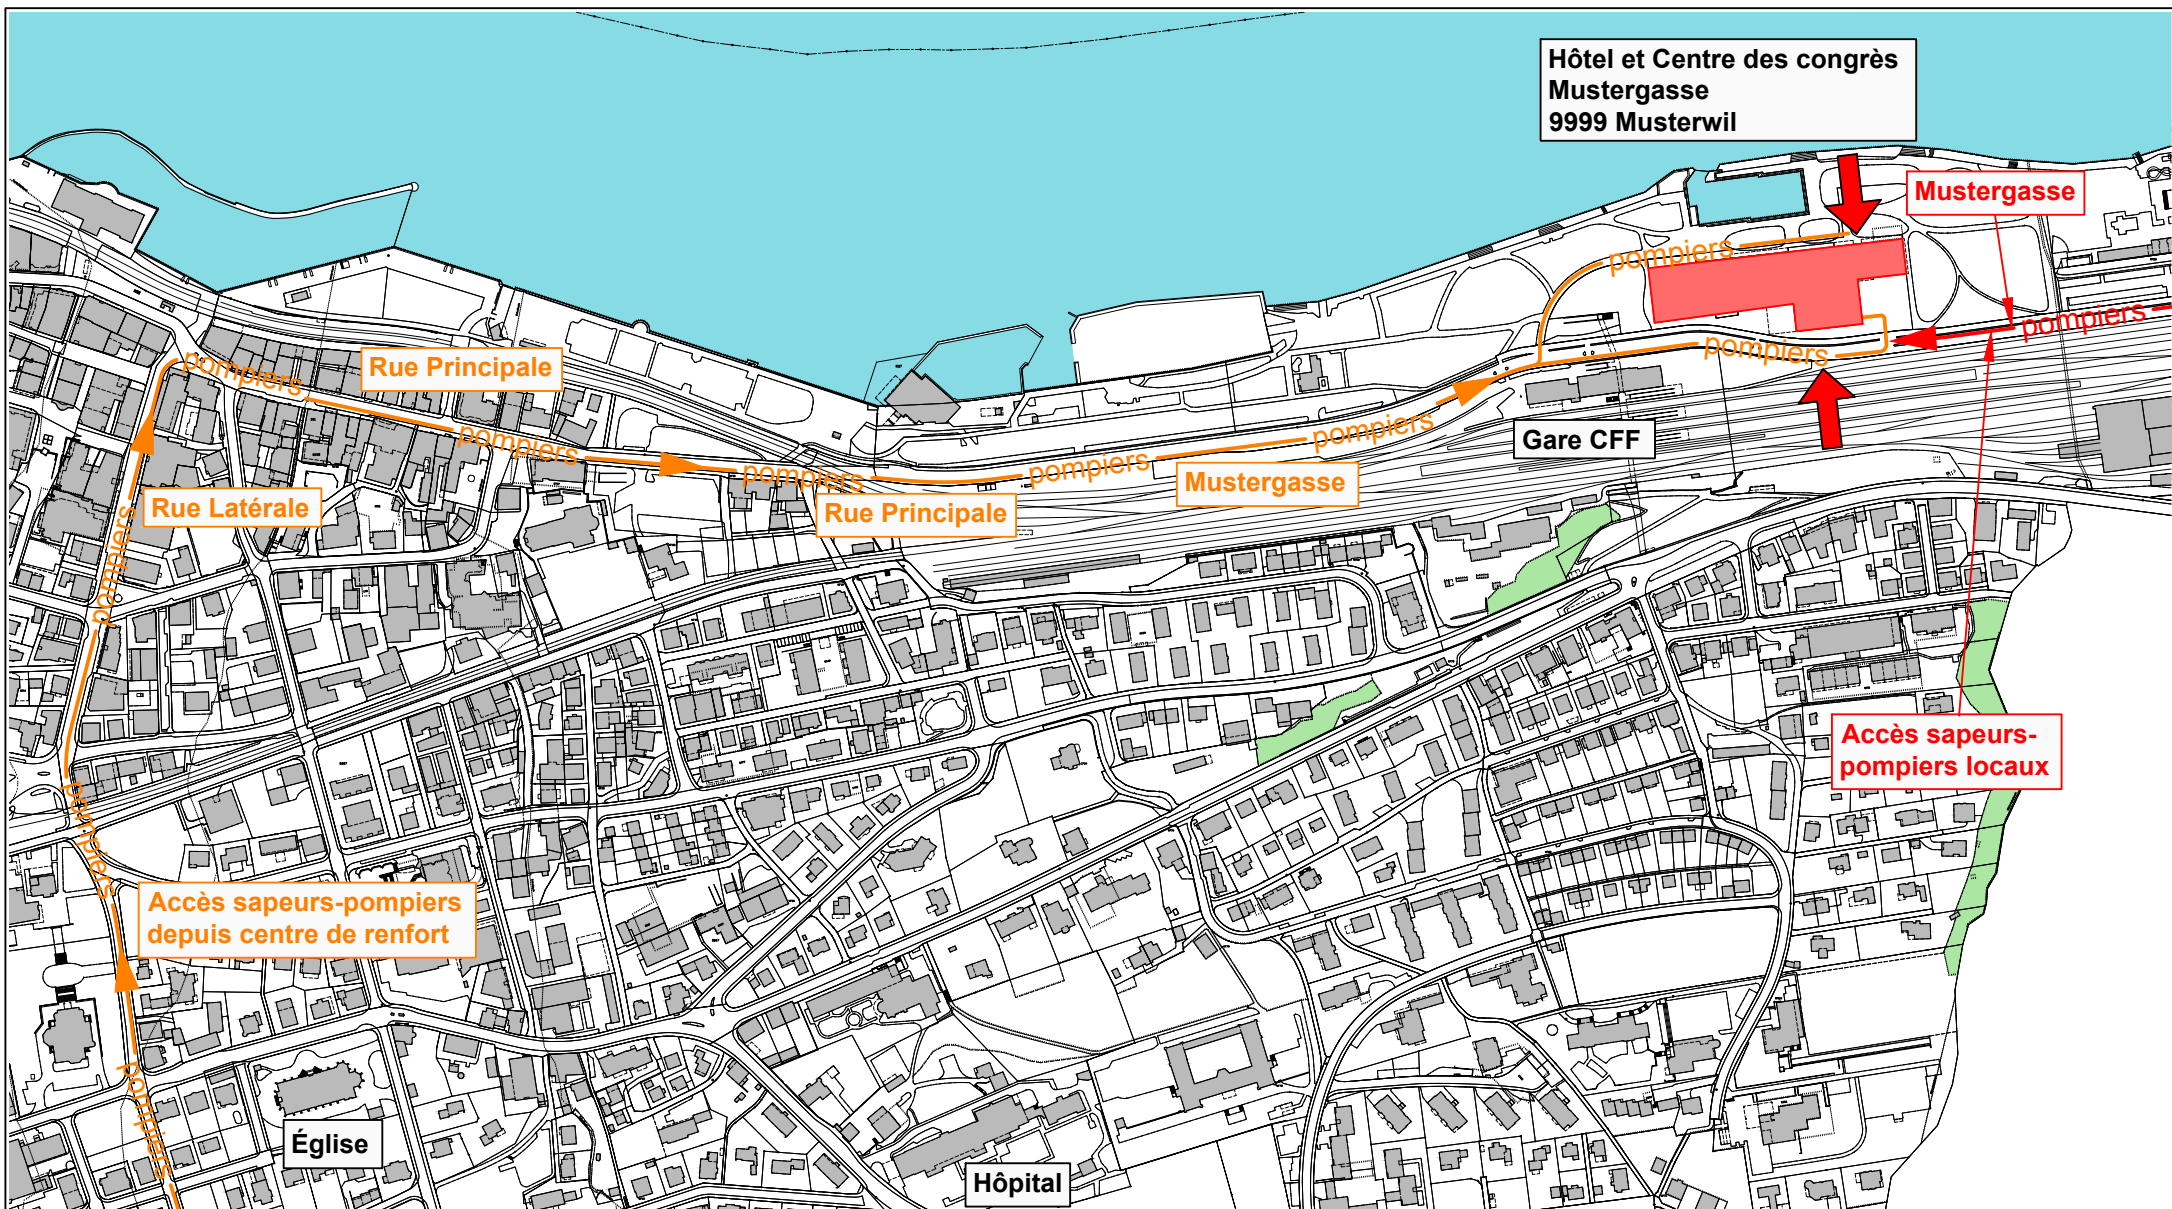 Hôtel et Centre des congrès
Mustergasse
9999 Musterwil
Mustergasse
pompiers
pompiers
pompiers
pompiers
Rue Principale
pompiers
pompiers
pompiers
pompiers
Gare CFF
pompiers
Mustergasse
Rue Latérale
Rue Principale
pompiers
Accès sapeurs-
pompiers locaux
pompiers
Accès sapeurs-pompiers
depuis centre de renfort
pompiers
Église
Hôpital